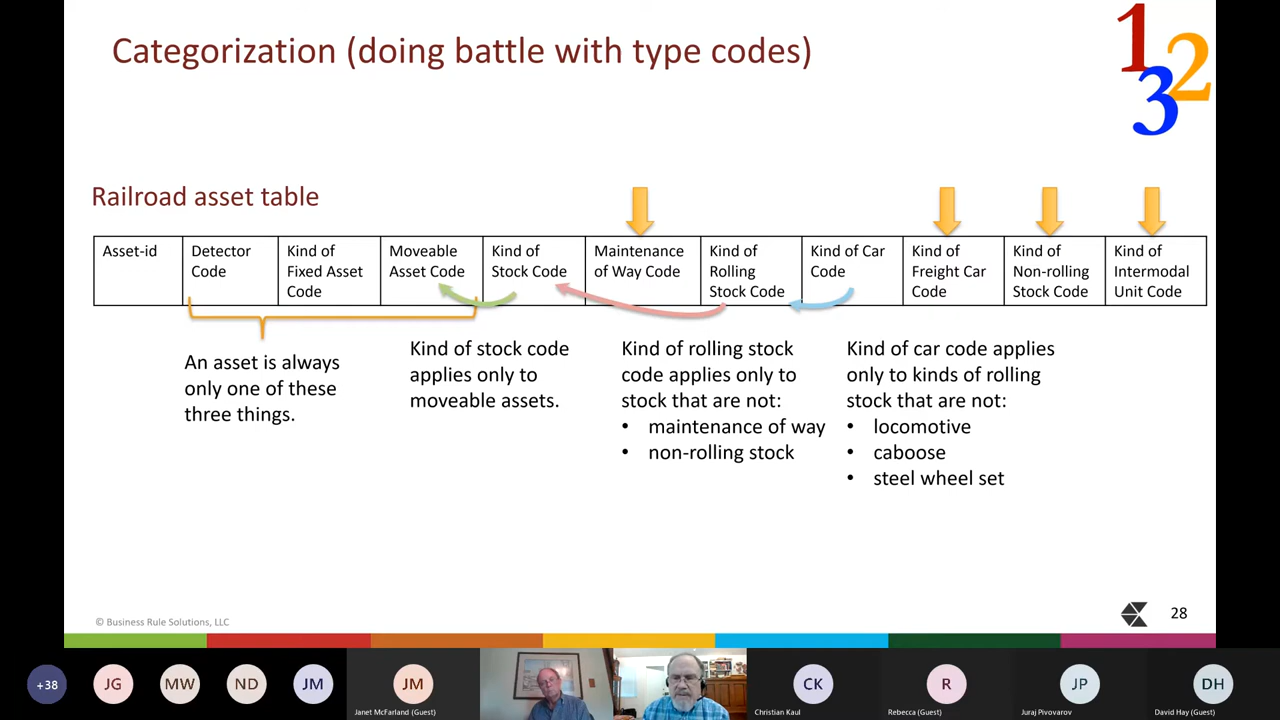 Categorization (doing battle with type codes)
1
2
3
Railroad asset table
Asset-id
Detector
Code
Kind of
Fixed Asset
Code
Moveable
Asset Code
Kind of
Stock Code
Maintenance
of Way Code
Kind of
Rolling
Stock Code
Kind of Car
Code
Kind of
Freight Car
Code
Kind of
Non-rolling
Stock Code
Kind of
Intermodal
Unit Code
An asset is always
only one of these
three things.
Kind of stock code
applies only to
moveable assets.
Kind of rolling stock
code applies only to
stock that are not:
• maintenance of way
• non-rolling stock
Kind of car code applies
only to kinds of rolling
stock that are not:
• locomotive
• caboose
• steel wheel set
© Business Rule Solutions, LLC
28
+38
JG
MW
ND
JM
JM
Janet McFarland (Guest)
CK
Christian Kaul
R
Rebecca (Guest)
JP
Juraj Pivovarov
DH
David Hay (Guest)